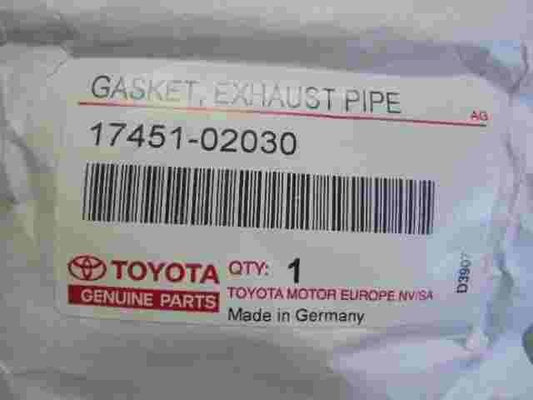 GASKET, EXHAUST PIPE
AG
17451-02030
TOYOTA
GENUINE PARTS
QTY: 1
TOYOTA MOTOR EUROPE NV/SA
Made in Germany